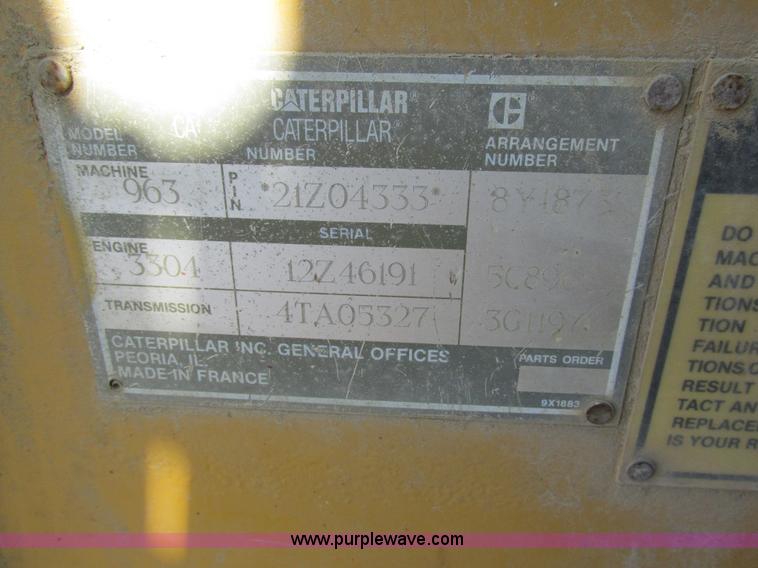 CATERPILLAR
CATERPILLAR
MODEL NUMBER
NUMBER
ARRANGEMENT NUMBER
MACHINE
963
PIN
*21Z04333*
SERIAL
ENGINE
3304
12Z46191
TRANSMISSION
4TA05327
CATERPILLAR INC. GENERAL OFFICES
PEORIA, IL.
MADE IN FRANCE
PARTS ORDER
9X1883
DO
MAC
AND
TIONS
TION
FAILUR
TIONS, C
RESULT
TACT AN
REPLACE
IS YOUR R
www.purplewave.com